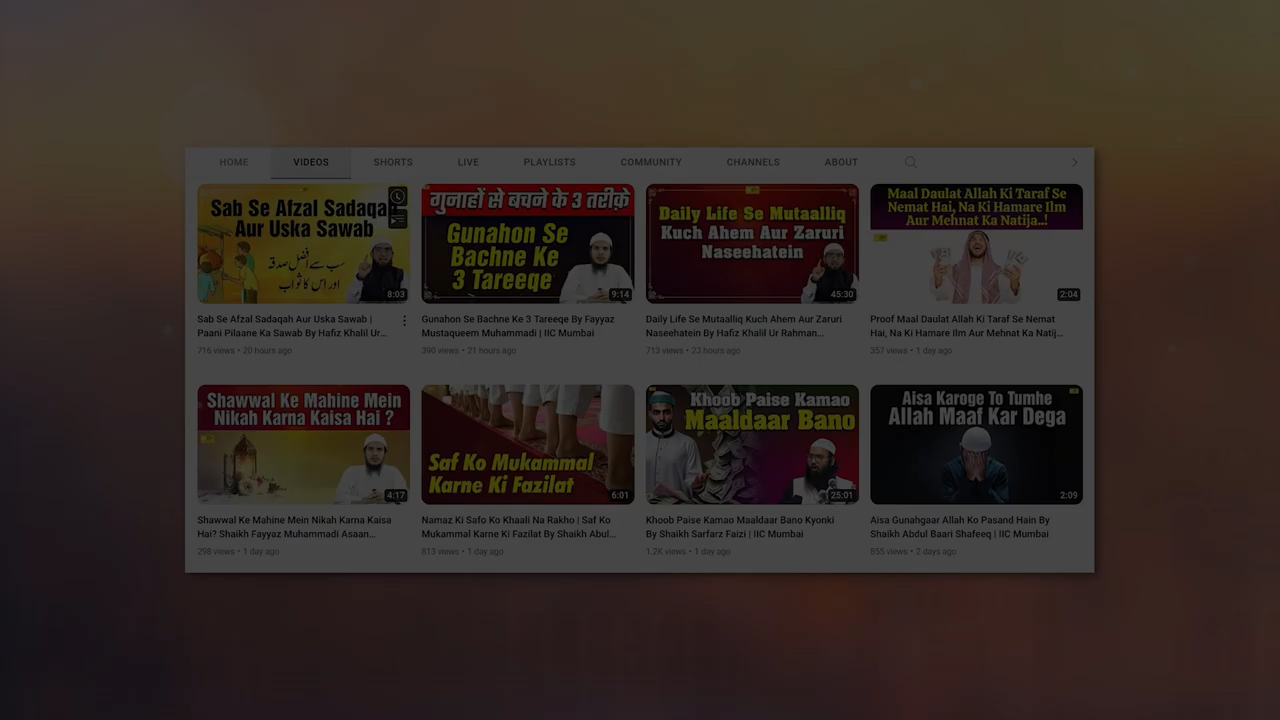 HOME VIDEOS SHORTS LIVE PLAYLISTS COMMUNITY CHANNELS ABOUT
Sab Se Afzal Sadaqa
Aur Uska Sawab
سب سے افضل صدقہ
اور اس کا ثواب
8:03
Sab Se Afzal Sadaqah Aur Uska Sawab |
Paani Pilaane Ka Sawab By Hafiz Khalil Ur...
716 views • 20 hours ago
गुनाहों से बचने के 3 तरीक़े
Gunahon Se
Bachne Ke
3 Tareeqe
9:14
Gunahon Se Bachne Ke 3 Tareeqe By Fayyaz
Mustaqueem Muhammadi | IIC Mumbai
390 views • 21 hours ago
Daily Life Se Mutaalliq
Kuch Ahem Aur Zaruri
Naseehatein
45:30
Daily Life Se Mutaalliq Kuch Ahem Aur Zaruri
Naseehatein By Hafiz Khalil Ur Rahman...
713 views • 23 hours ago
Maal Daulat Allah Ki Taraf Se
Nemat Hai, Na Ki Hamare Ilm
Aur Mehnat Ka Natija..!
2:04
Proof Maal Daulat Allah Ki Taraf Se Nemat
Hai, Na Ki Hamare Ilm Aur Mehnat Ka Natij...
357 views • 1 day ago
Shawwal Ke Mahine Mein
Nikah Karna Kaisa Hai ?
4:17
Shawwal Ke Mahine Mein Nikah Karna Kaisa
Hai? Shaikh Fayyaz Muhammadi Asaan...
298 views • 1 day ago
Saf Ko Mukammal
Karne Ki Fazilat
6:01
Namaz Ki Safo Ko Khaali Na Rakho | Saf Ko
Mukammal Karne Ki Fazilat By Shaikh Abul...
813 views • 1 day ago
Khoob Paise Kamao
Maaldaar Bano
25:01
Khoob Paise Kamao Maaldaar Bano Kyonki
By Shaikh Sarfarz Faizi | IIC Mumbai
1.2K views • 1 day ago
Aisa Karoge To Tumhe
Allah Maaf Kar Dega
2:09
Aisa Gunahgaar Allah Ko Pasand Hain By
Shaikh Abdul Baari Shafeeq | IIC Mumbai
855 views • 2 days ago